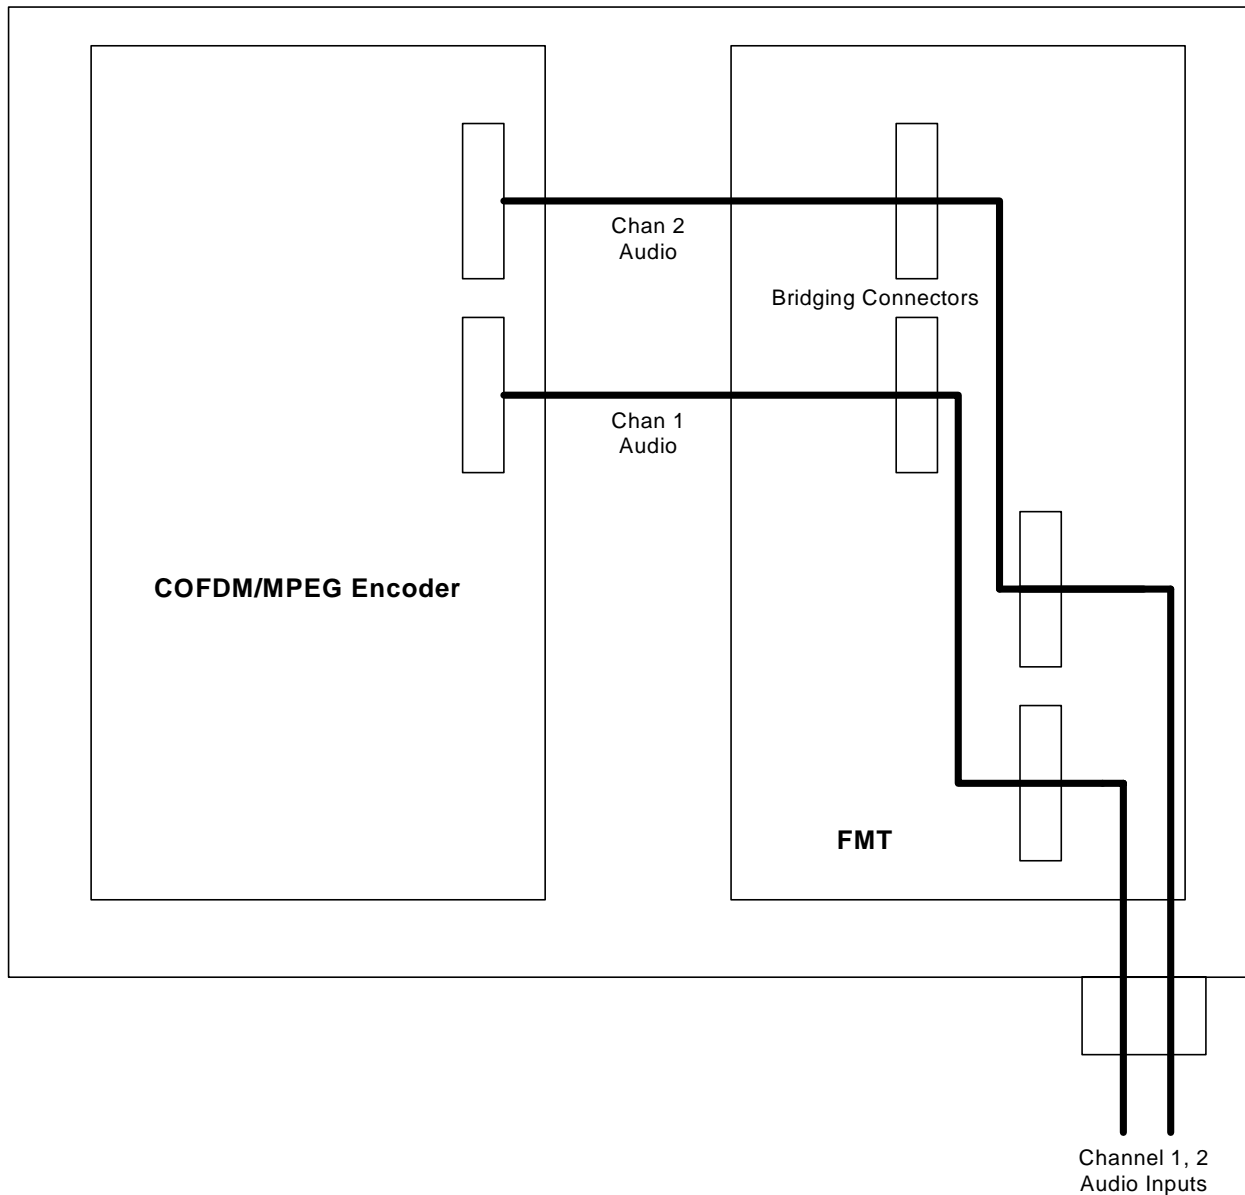 Chan 2
Audio
Bridging Connectors
Chan 1
Audio
COFDM/MPEG Encoder
FMT
Channel 1, 2
Audio Inputs